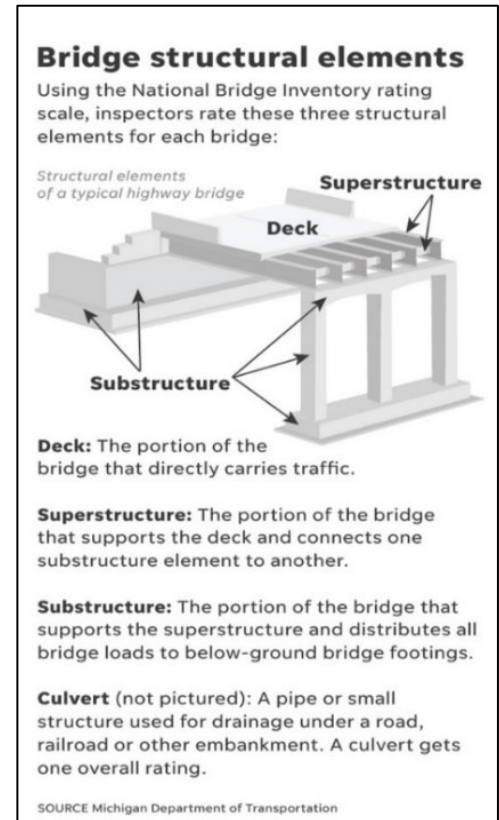 Bridge structural elements
Using the National Bridge Inventory rating
scale, inspectors rate these three structural
elements for each bridge:
Structural elements
of a typical highway bridge
Superstructure
Deck
Substructure
Deck: The portion of the
bridge that directly carries traffic.
Superstructure: The portion of the bridge
that supports the deck and connects one
substructure element to another.
Substructure: The portion of the bridge that
supports the superstructure and distributes all
bridge loads to below-ground bridge footings.
Culvert (not pictured): A pipe or small
structure used for drainage under a road,
railroad or other embankment. A culvert gets
one overall rating.
SOURCE Michigan Department of Transportation